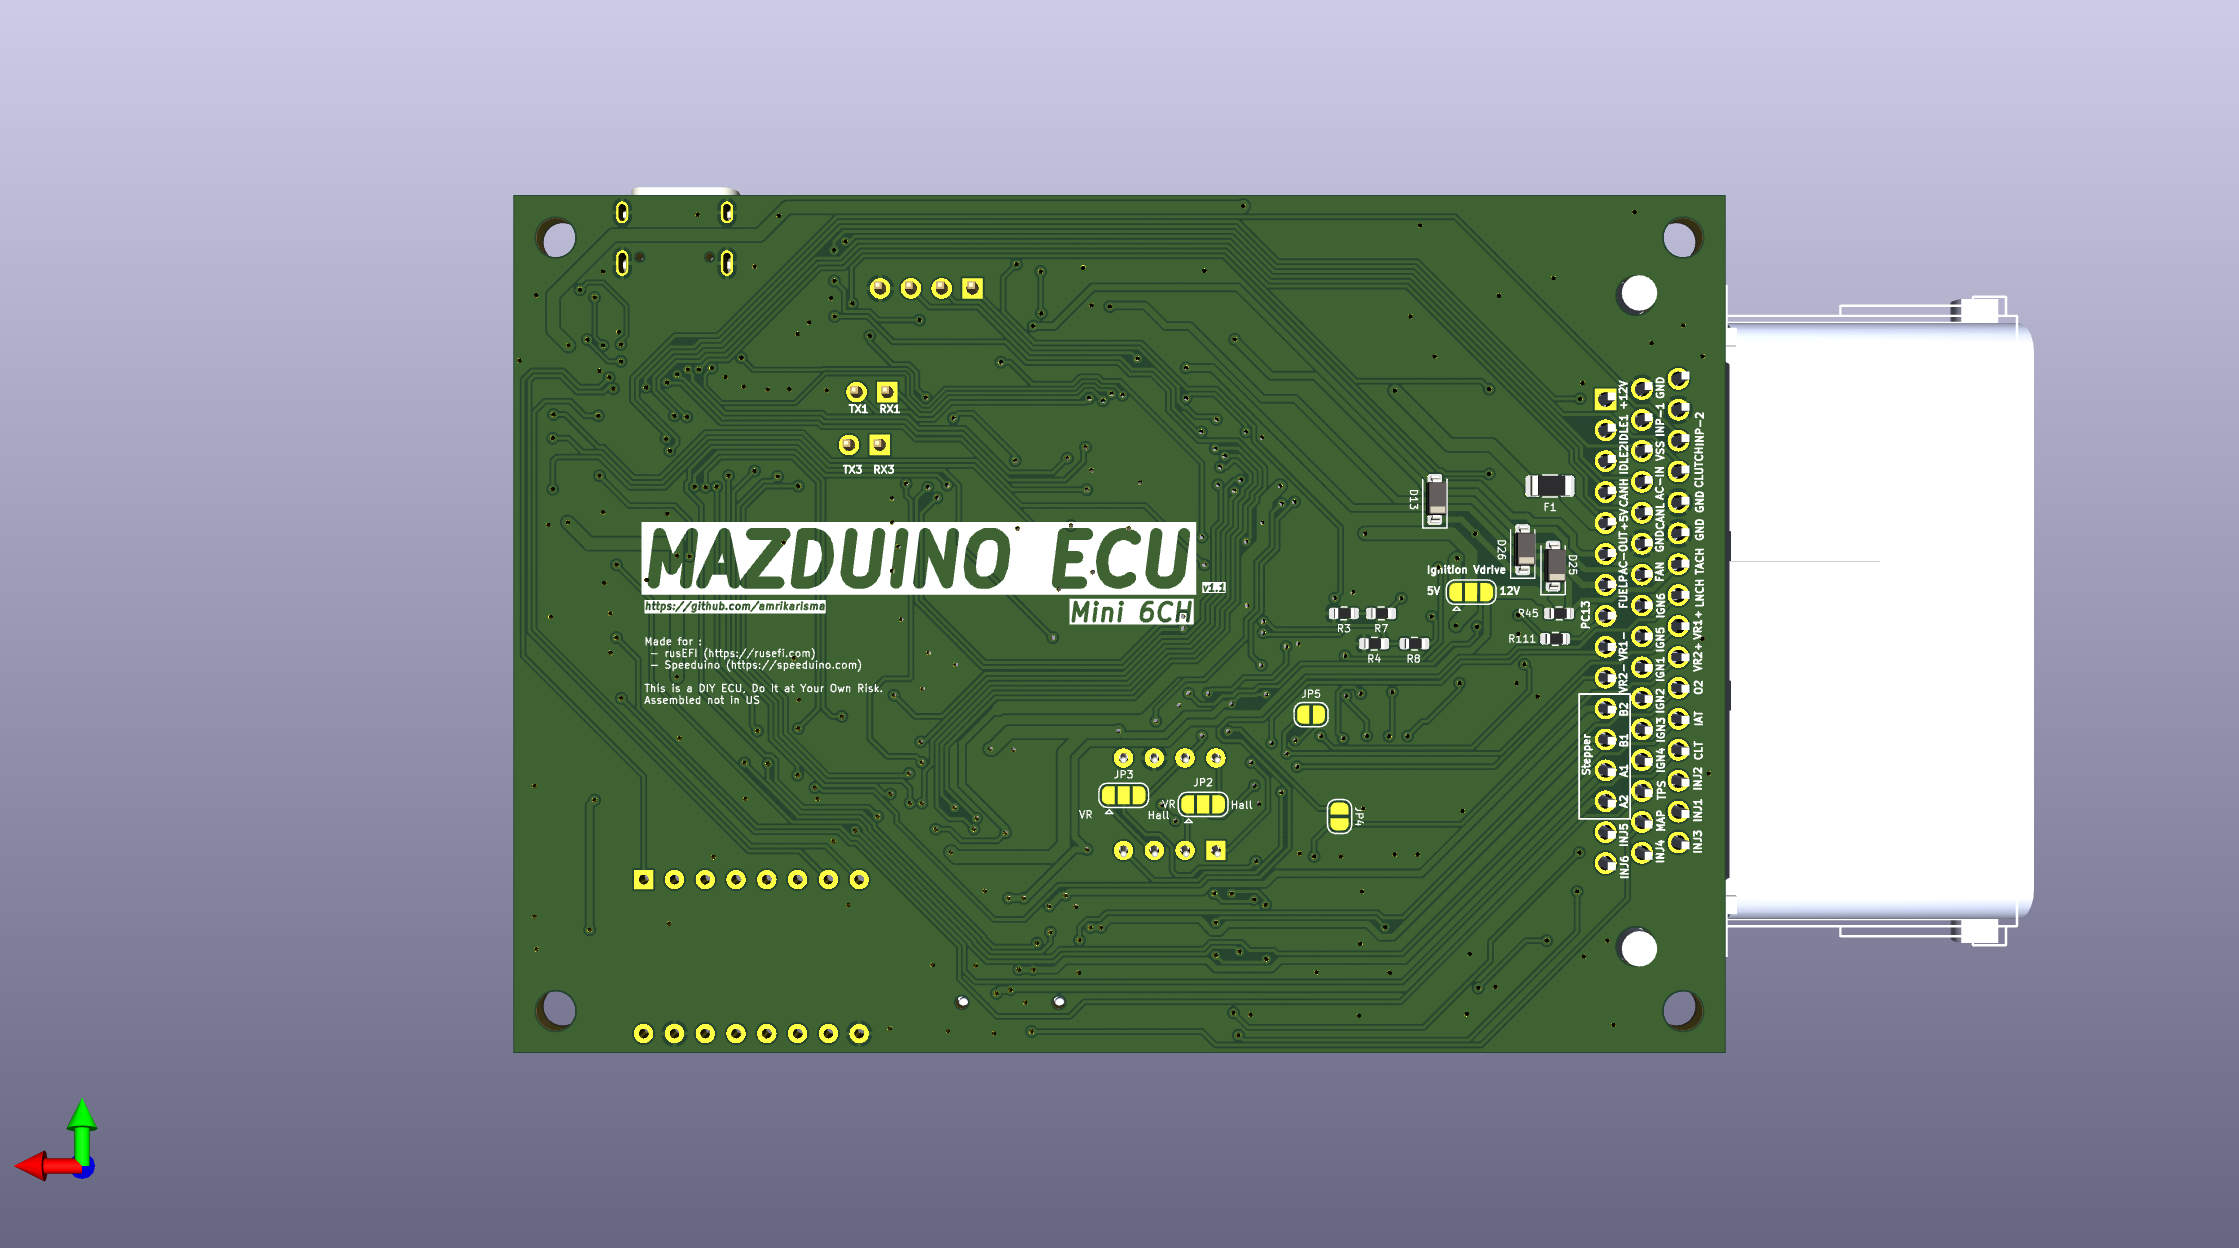 TX1 RX1
TX3 RX3
MAZDUINO ECU
v1.1
https://github.com/amrikarisma
Mini 6CH
Made for :
– rusEFI (https://rusefi.com)
– Speeduino (https://speeduino.com)
This is a DIY ECU, Do It at Your Own Risk.
Assembled not in US
D13
F1
D26
D25
Ignition Vdrive
5V 12V
R45
R111
PC13
R3 R7
R4 R8
JP5
JP3
VR
Hall
JP2
VR Hall
JP4
Stepper
+12V
IDLE1
IDLE2
CANH
+5V
AC-OUT
FUELP
VR1-
VR2-
B2
B1
A1
A2
INJ5
INJ6
GND
INP-1
VSS
AC-IN
CANL
GND
FAN
IGN6
IGN5
IGN1
IGN2
IGN3
IGN4
TPS
MAP
INJ4
INP-2
CLUTCH
GND
GND
TACH
LNCH
VR1+
VR2+
O2
IAT
CLT
INJ2
INJ1
INJ3